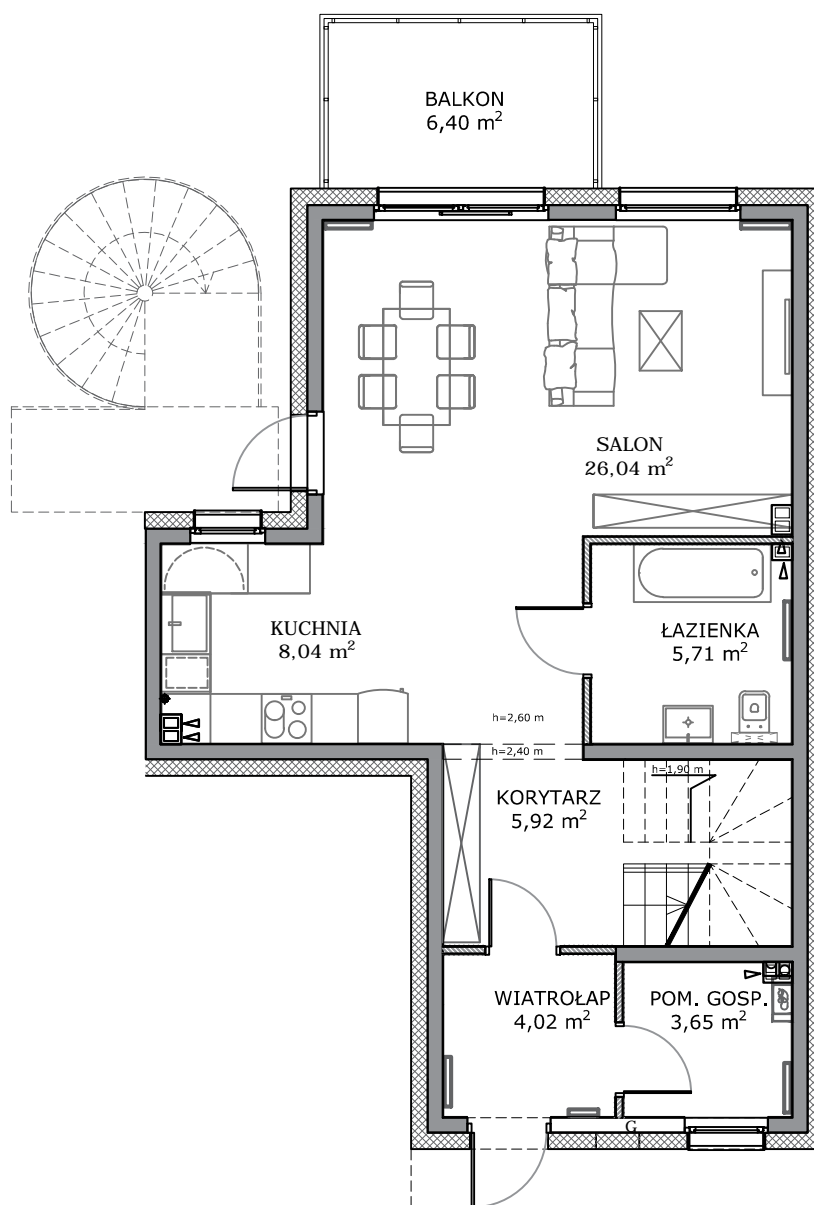 BALKON
6,40 m²
SALON
26,04 m²
KUCHNIA
8,04 m²
ŁAZIENKA
5,71 m²
h=2,60 m
h=2,40 m
h=1,90 m
KORYTARZ
5,92 m²
WIATROŁAP
4,02 m²
POM. GOSP.
3,65 m²
G